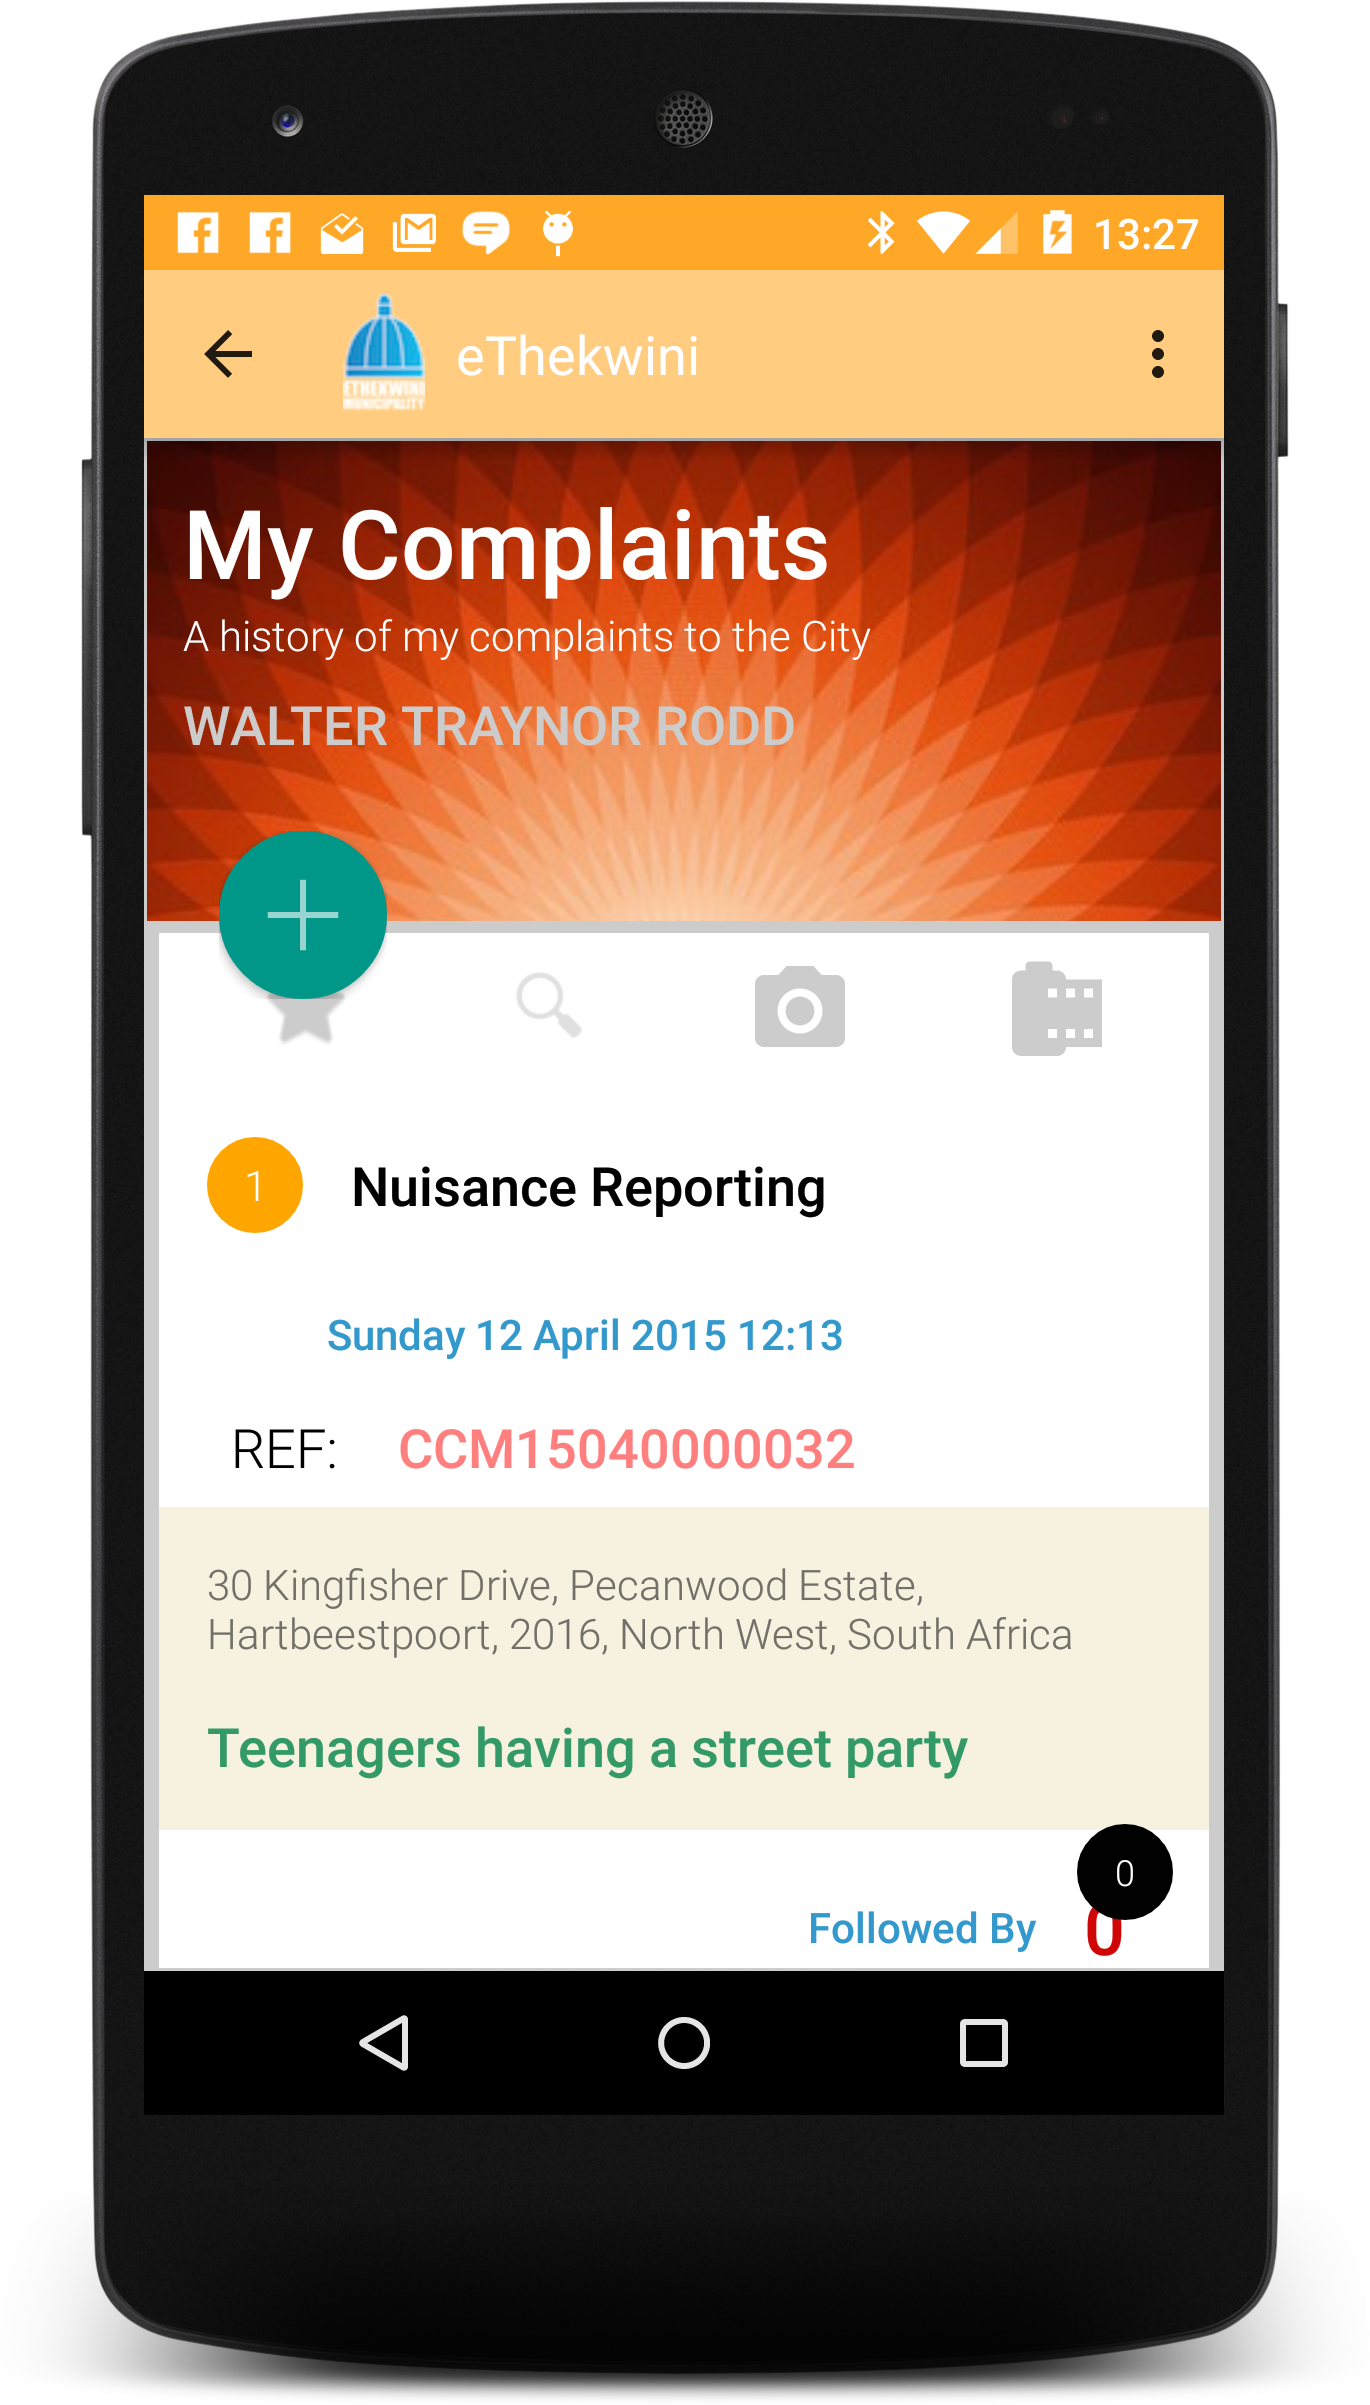 13:27
ETHEKWINI
MUNICIPALITY
eThekwini
My Complaints
A history of my complaints to the City
WALTER TRAYNOR RODD
1
Nuisance Reporting
Sunday 12 April 2015 12:13
REF: CCM15040000032
30 Kingfisher Drive, Pecanwood Estate,
Hartbeestpoort, 2016, North West, South Africa
Teenagers having a street party
0
Followed By 0